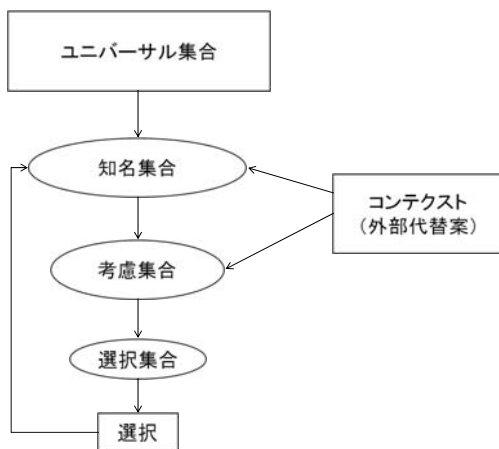 ユニバーサル集合
知名集合
コンテクスト
（外部代替案）
考慮集合
選択集合
選択